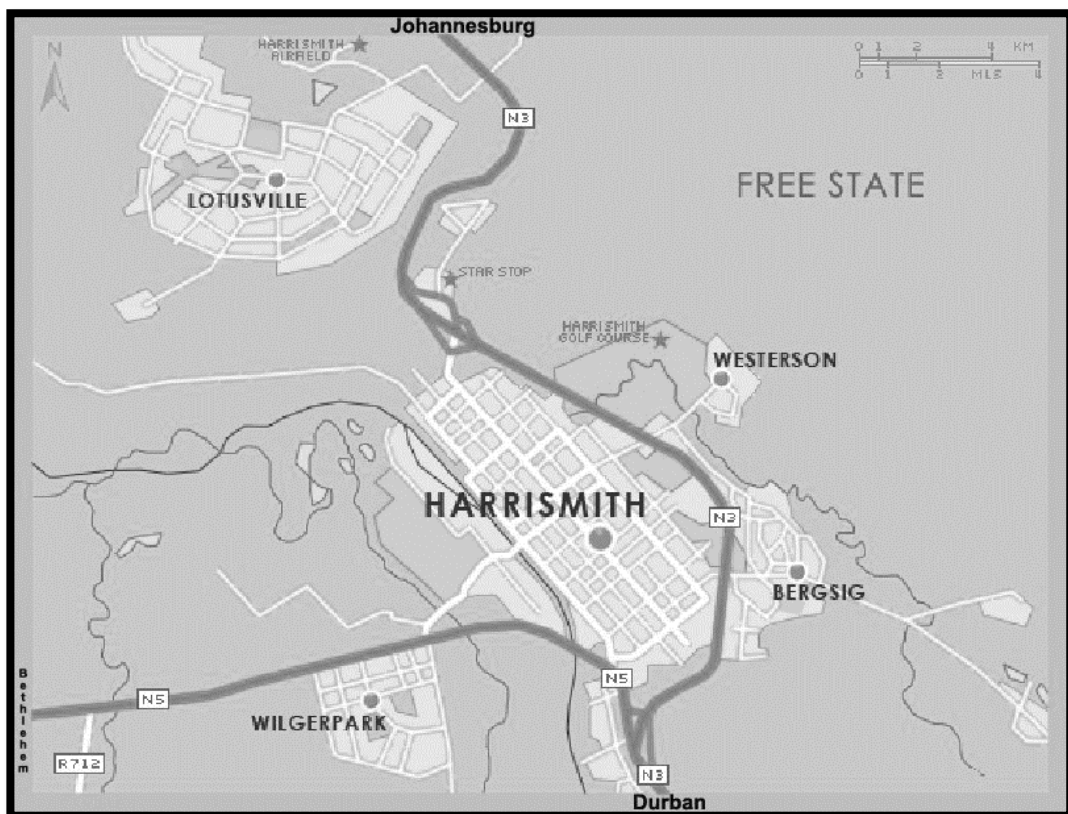 Johannesburg
N
HARRISMITH
AIRFIELD
0 1 2 4 KM
0 1 2 MLS 4
N3
FREE STATE
LOTUSVILLE
STAR STOP
HARRISMITH
GOLF COURSE
WESTERSON
HARRISMITH
N3
BERGSIG
Bethlehem
N5
N5
WILGERPARK
R712
N3
Durban